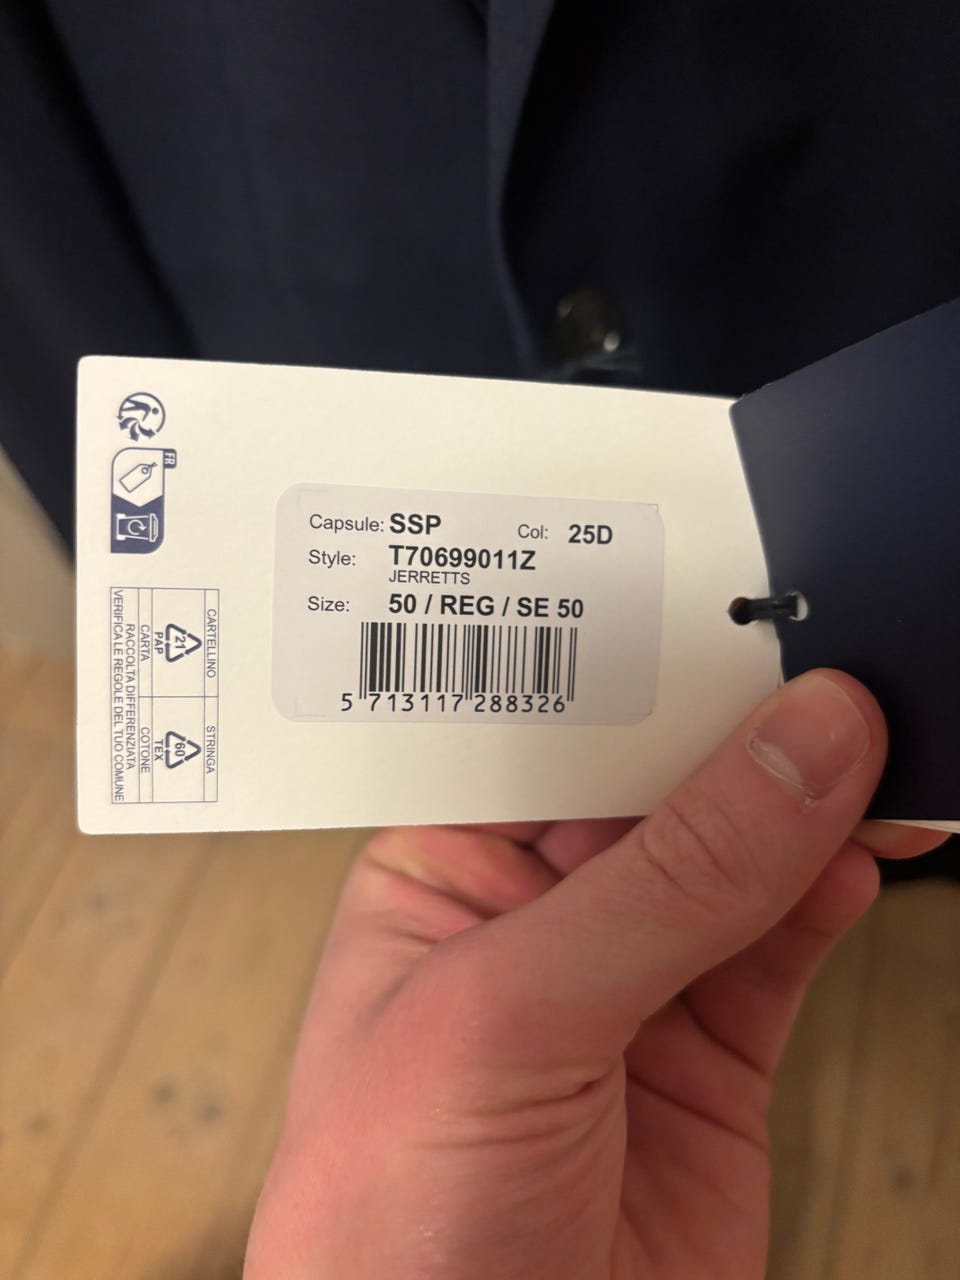 Capsule: SSP Col: 25D
Style: T70699011Z
JERRETTS
Size: 50 / REG / SE 50
5 713117 288326
FR
CARTELLINO
21
PAP
CARTA
STRINGA
60
TEX
COTONE
RACCOLTA DIFFERENZIATA
VERIFICA LE REGOLE DEL TUO COMUNE